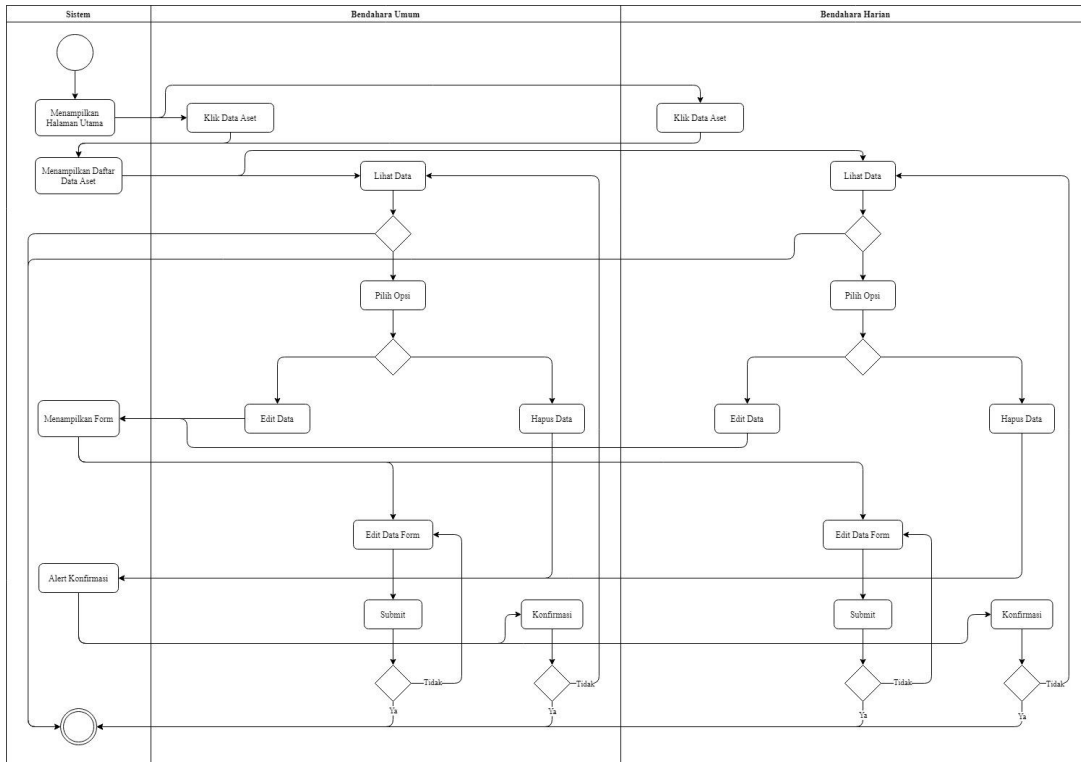 Sistem
Bendahara Umum
Bendahara Harian
Menampilkan
Halaman Utama
Klik Data Aset
Klik Data Aset
Menampilkan Daftar
Data Aset
Lihat Data
Lihat Data
Pilih Opsi
Pilih Opsi
Menampilkan Form
Edit Data
Hapus Data
Edit Data
Hapus Data
Edit Data Form
Edit Data Form
Alert Konfirmasi
Submit
Konfirmasi
Submit
Konfirmasi
Tidak
Tidak
Tidak
Tidak
Ya
Ya
Ya
Ya